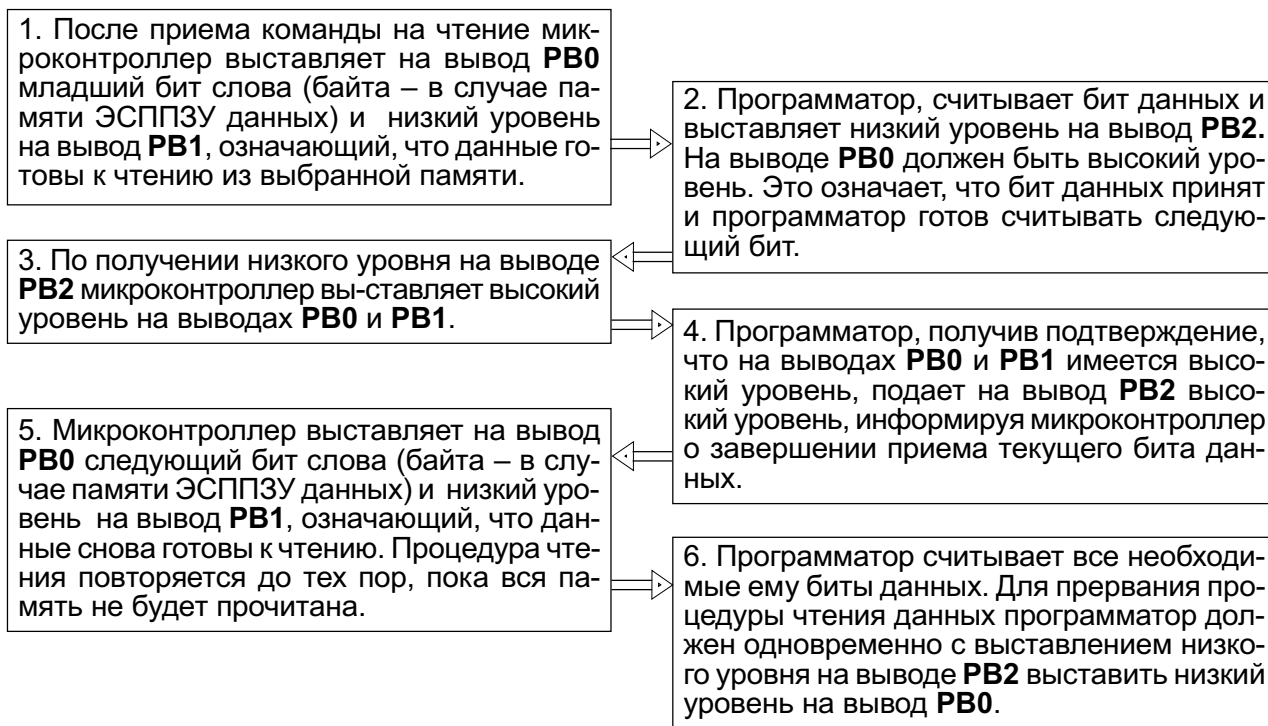 1. После приема команды на чтение мик-
роконтроллер выставляет на вывод PB0
младший бит слова (байта – в случае па-
мяти ЭСППЗУ данных) и низкий уровень
на вывод PB1, означающий, что данные го-
товы к чтению из выбранной памяти.
2. Программатор, считывает бит данных и
выставляет низкий уровень на вывод PB2.
На выводе PB0 должен быть высокий уро-
вень. Это означает, что бит данных принят
и программатор готов считывать следую-
щий бит.
3. По получении низкого уровня на выводе
PB2 микроконтроллер вы-ставляет высокий
уровень на выводах PB0 и PB1.
4. Программатор, получив подтверждение,
что на выводах PB0 и PB1 имеется высо-
кий уровень, подает на вывод PB2 высо-
кий уровень, информируя микроконтроллер
о завершении приема текущего бита дан-
ных.
5. Микроконтроллер выставляет на вывод
PB0 следующий бит слова (байта – в слу-
чае памяти ЭСППЗУ данных) и низкий уро-
вень на вывод PB1, означающий, что дан-
ные снова готовы к чтению. Процедура чте-
ния повторяется до тех пор, пока вся па-
мять не будет прочитана.
6. Программатор считывает все необходи-
мые ему биты данных. Для прервания про-
цедуры чтения данных программатор дол-
жен одновременно с выставлением низко-
го уровня на выводе PB2 выставить низкий
уровень на вывод PB0.